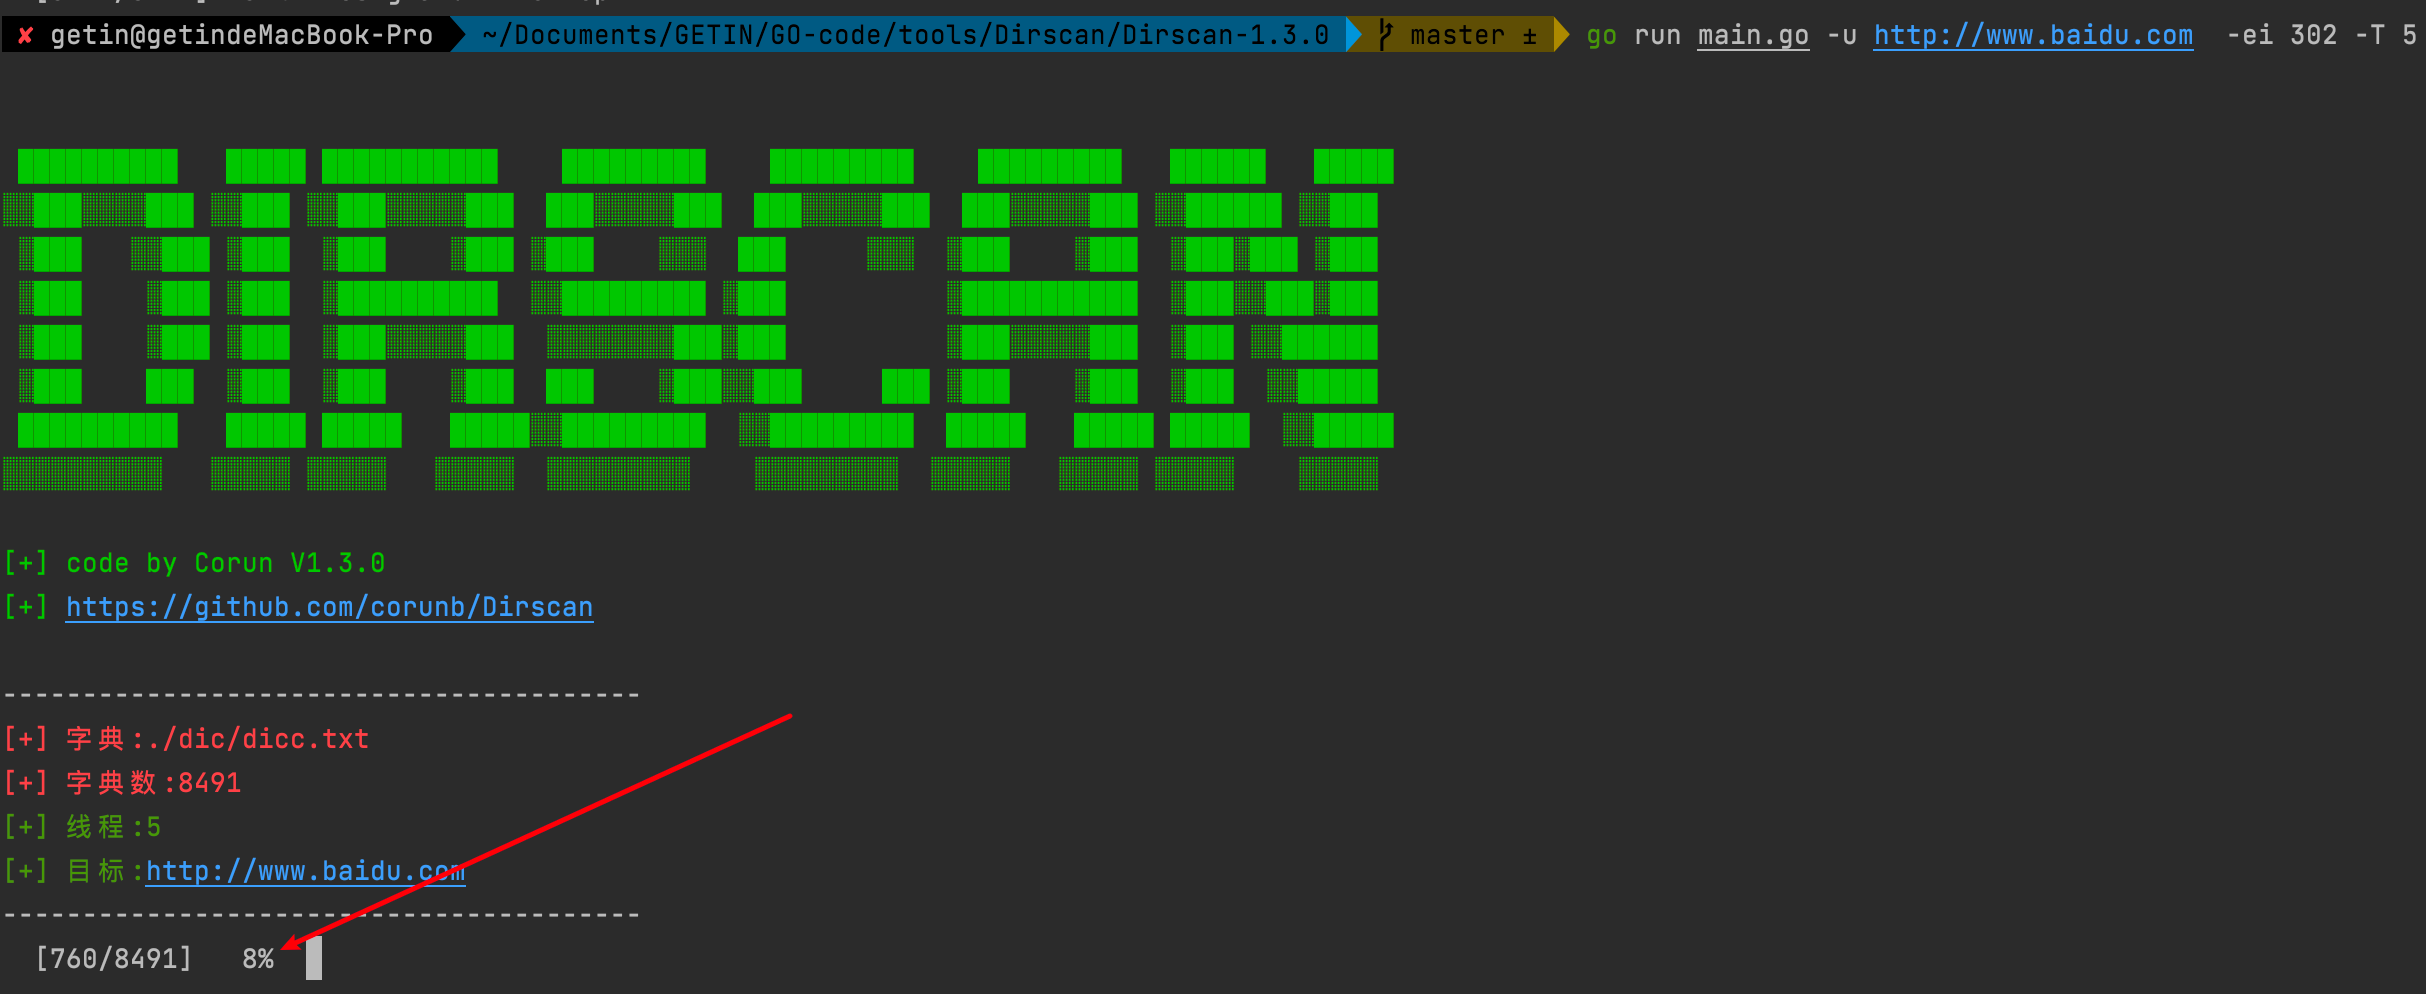 ✘ getin@getindeMacBook-Pro ~/Documents/GETIN/GO-code/tools/Dirscan/Dirscan-1.3.0 master ± go run main.go -u http://www.baidu.com -ei 302 -T 5
DIRSCAN
[+] code by Corun V1.3.0
[+] https://github.com/corunb/Dirscan
----------------------------------------
[+] 字典:./dic/dicc.txt
[+] 字典数:8491
[+] 线程:5
[+] 目标:http://www.baidu.com
----------------------------------------
[760/8491] 8%